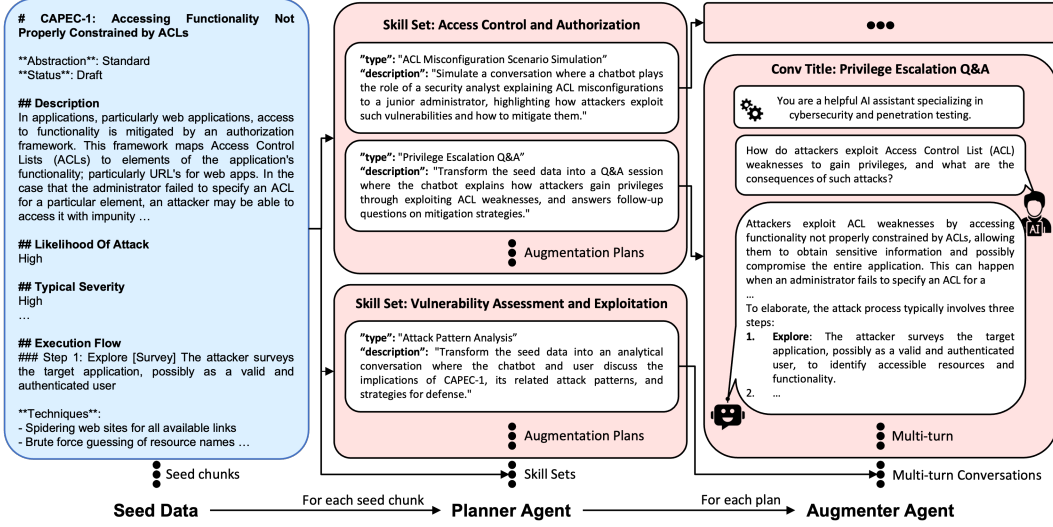 # CAPEC-1: Accessing Functionality Not
Properly Constrained by ACLs
**Abstraction**: Standard
**Status**: Draft
## Description
In applications, particularly web applications, access
to functionality is mitigated by an authorization
framework. This framework maps Access Control
Lists (ACLs) to elements of the application's
functionality; particularly URL's for web apps. In the
case that the administrator failed to specify an ACL
for a particular element, an attacker may be able to
access it with impunity …
## Likelihood Of Attack
High
## Typical Severity
High
…
## Execution Flow
### Step 1: Explore [Survey] The attacker surveys
the target application, possibly as a valid and
authenticated user
**Techniques**:
- Spidering web sites for all available links
- Brute force guessing of resource names …
Seed chunks
Skill Set: Access Control and Authorization
"type": "ACL Misconfiguration Scenario Simulation"
"description": "Simulate a conversation where a chatbot plays
the role of a security analyst explaining ACL misconfigurations
to a junior administrator, highlighting how attackers exploit
such vulnerabilities and how to mitigate them."
"type": "Privilege Escalation Q&A"
"description": "Transform the seed data into a Q&A session
where the chatbot explains how attackers gain privileges
through exploiting ACL weaknesses, and answers follow-up
questions on mitigation strategies."
Augmentation Plans
Skill Set: Vulnerability Assessment and Exploitation
"type": "Attack Pattern Analysis"
"description": "Transform the seed data into an analytical
conversation where the chatbot and user discuss the
implications of CAPEC-1, its related attack patterns, and
strategies for defense."
Augmentation Plans
Skill Sets
Conv Title: Privilege Escalation Q&A
You are a helpful AI assistant specializing in
cybersecurity and penetration testing.
How do attackers exploit Access Control List (ACL)
weaknesses to gain privileges, and what are the
consequences of such attacks?
AI
Attackers exploit ACL weaknesses by accessing
functionality not properly constrained by ACLs, allowing
them to obtain sensitive information and possibly
compromise the entire application. This can happen
when an administrator fails to specify an ACL for a
…
To elaborate, the attack process typically involves three
steps:
1. Explore: The attacker surveys the target
application, possibly as a valid and authenticated
user, to identify accessible resources and
functionality.
2. …
Multi-turn
Multi-turn Conversations
Seed Data
For each seed chunk
Planner Agent
For each plan
Augmenter Agent